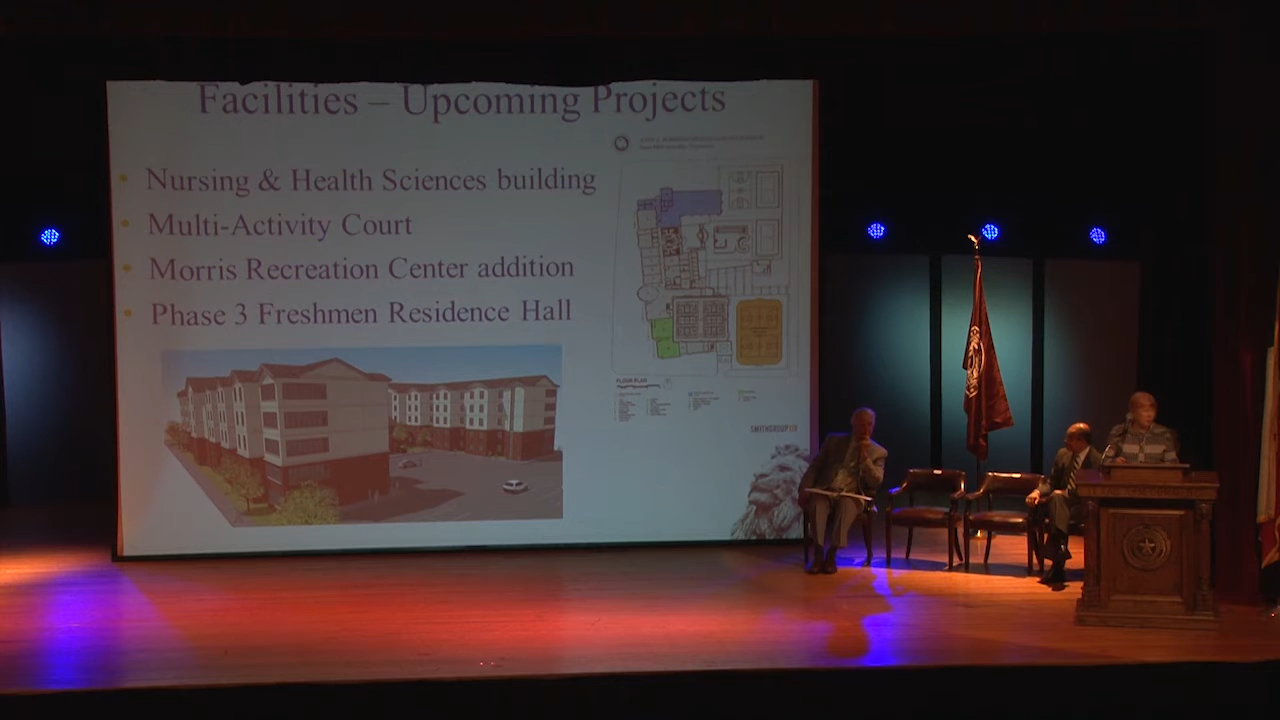 Facilities – Upcoming Projects
Nursing & Health Sciences building
Multi-Activity Court
Morris Recreation Center addition
Phase 3 Freshmen Residence Hall
FLOOR PLAN
SMITHGROUPJJR